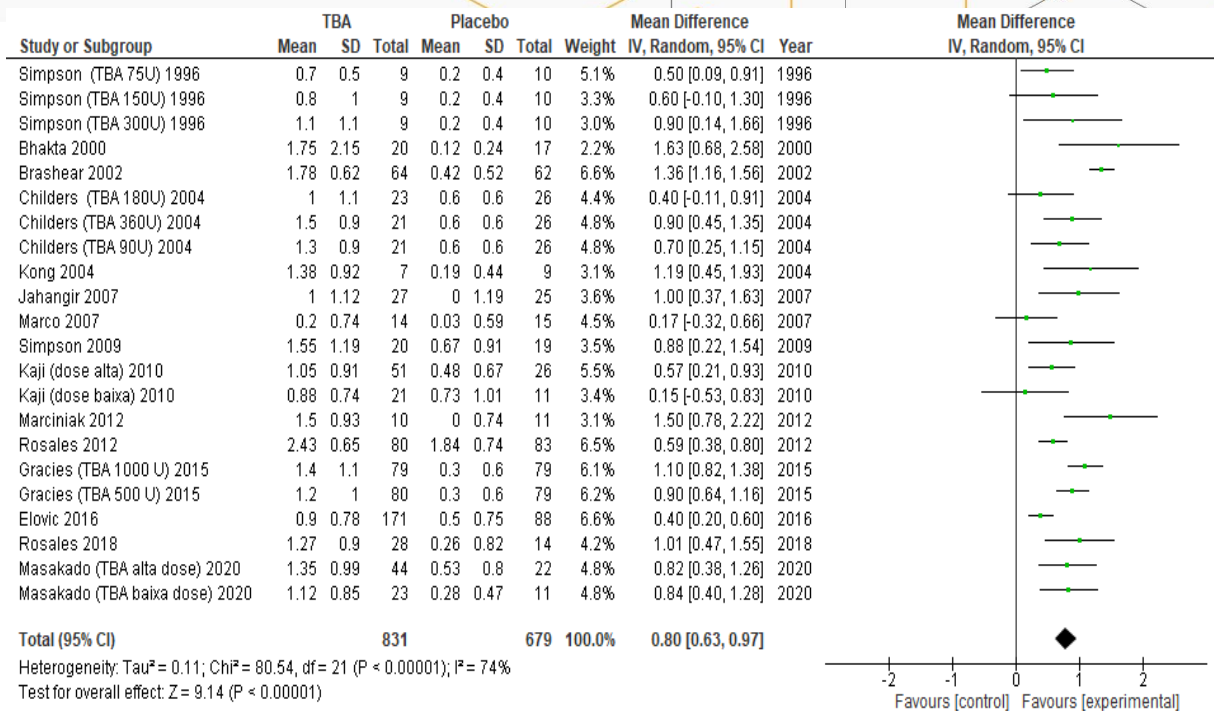 TBA Placebo Mean Difference Mean Difference
Study or Subgroup Mean SD Total Mean SD Total Weight IV, Random, 95% CI Year IV, Random, 95% CI
Simpson (TBA 75U) 1996 0.7 0.5 9 0.2 0.4 10 5.1% 0.50 [0.09, 0.91] 1996
Simpson (TBA 150U) 1996 0.8 1 9 0.2 0.4 10 3.3% 0.60 [-0.10, 1.30] 1996
Simpson (TBA 300U) 1996 1.1 1.1 9 0.2 0.4 10 3.0% 0.90 [0.14, 1.66] 1996
Bhakta 2000 1.75 2.15 20 0.12 0.24 17 2.2% 1.63 [0.68, 2.58] 2000
Brashear 2002 1.78 0.62 64 0.42 0.52 62 6.6% 1.36 [1.16, 1.56] 2002
Childers (TBA 180U) 2004 1 1.1 23 0.6 0.6 26 4.4% 0.40 [-0.11, 0.91] 2004
Childers (TBA 360U) 2004 1.5 0.9 21 0.6 0.6 26 4.8% 0.90 [0.45, 1.35] 2004
Childers (TBA 90U) 2004 1.3 0.9 21 0.6 0.6 26 4.8% 0.70 [0.25, 1.15] 2004
Kong 2004 1.38 0.92 7 0.19 0.44 9 3.1% 1.19 [0.45, 1.93] 2004
Jahangir 2007 1 1.12 27 0 1.19 25 3.6% 1.00 [0.37, 1.63] 2007
Marco 2007 0.2 0.74 14 0.03 0.59 15 4.5% 0.17 [-0.32, 0.66] 2007
Simpson 2009 1.55 1.19 20 0.67 0.91 19 3.5% 0.88 [0.22, 1.54] 2009
Kaji (dose alta) 2010 1.05 0.91 51 0.48 0.67 26 5.4% 0.57 [0.21, 0.93] 2010
Kaji (dose baixa) 2010 0.88 0.74 21 0.73 1.01 11 3.4% 0.15 [-0.53, 0.83] 2010
Marciniak 2012 1.5 0.93 10 0 0.74 11 3.2% 1.50 [0.78, 2.22] 2012
Rosales 2012 2.43 0.65 80 1.84 0.74 83 6.5% 0.59 [0.38, 0.80] 2012
Gracies (TBA 1000 U) 2015 1.4 1.1 79 0.3 0.6 79 6.1% 1.10 [0.82, 1.38] 2015
Gracies (TBA 500 U) 2015 1.2 1 80 0.3 0.6 79 6.2% 0.90 [0.64, 1.16] 2015
Elovic 2016 0.9 0.78 171 0.5 0.75 88 6.6% 0.40 [0.20, 0.60] 2016
Rosales 2018 1.27 0.9 28 0.26 0.82 14 4.2% 1.01 [0.47, 1.55] 2018
Masakado (TBA alta dose) 2020 1.35 0.99 44 0.53 0.8 22 4.8% 0.82 [0.38, 1.26] 2020
Masakado (TBA baixa dose) 2020 1.12 0.85 23 0.28 0.47 11 4.8% 0.84 [0.40, 1.28] 2020
Total (95% CI) 831 679 100.0% 0.80 [0.63, 0.97]
Heterogeneity: Tau² = 0.11; Chi² = 80.54, df = 21 (P < 0.00001); I² = 74%
Test for overall effect: Z = 9.14 (P < 0.00001)
-2 -1 0 1 2
Favours [control] Favours [experimental]